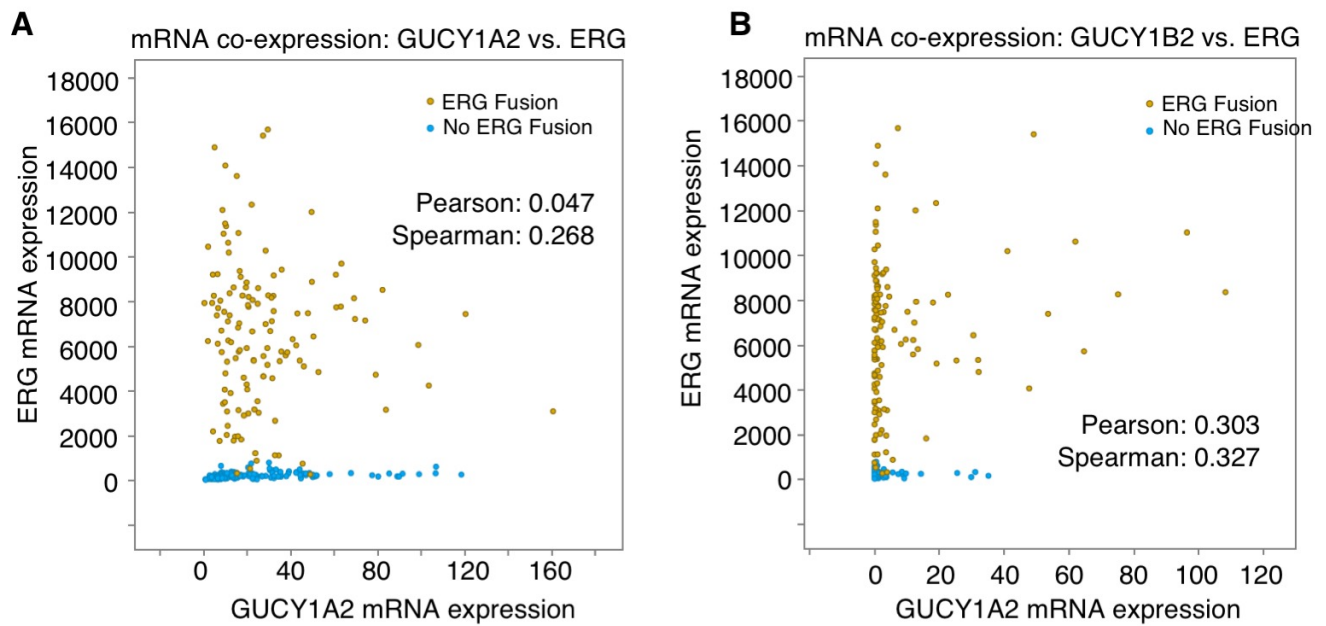 A
mRNA co-expression: GUCY1A2 vs. ERG
18000
16000
14000
12000
10000
8000
6000
4000
2000
0
ERG mRNA expression
ERG Fusion
No ERG Fusion
Pearson: 0.047
Spearman: 0.268
0 40 80 120 160
GUCY1A2 mRNA expression
B
mRNA co-expression: GUCY1B2 vs. ERG
18000
16000
14000
12000
10000
8000
6000
4000
2000
0
ERG mRNA expression
ERG Fusion
No ERG Fusion
Pearson: 0.303
Spearman: 0.327
0 20 40 60 80 100 120
GUCY1A2 mRNA expression